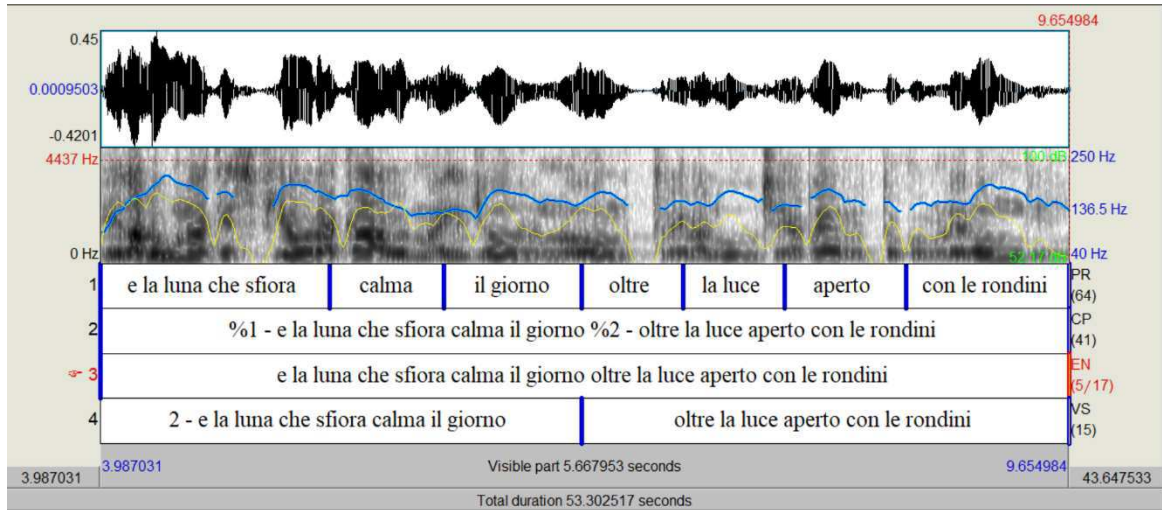 9.654984
0.45
0.0009503
-0.4201
4437 Hz
100 dB 250 Hz
136.5 Hz
0 Hz
40 Hz
1 e la luna che sfiora calma il giorno oltre la luce aperto con le rondini PR (64)
2 %1 - e la luna che sfiora calma il giorno %2 - oltre la luce aperto con le rondini CP (41)
3 e la luna che sfiora calma il giorno oltre la luce aperto con le rondini EN (5/17)
4 2 - e la luna che sfiora calma il giorno oltre la luce aperto con le rondini VS (15)
3.987031 Visible part 5.667953 seconds 9.654984
3.987031 43.647533
Total duration 53.302517 seconds